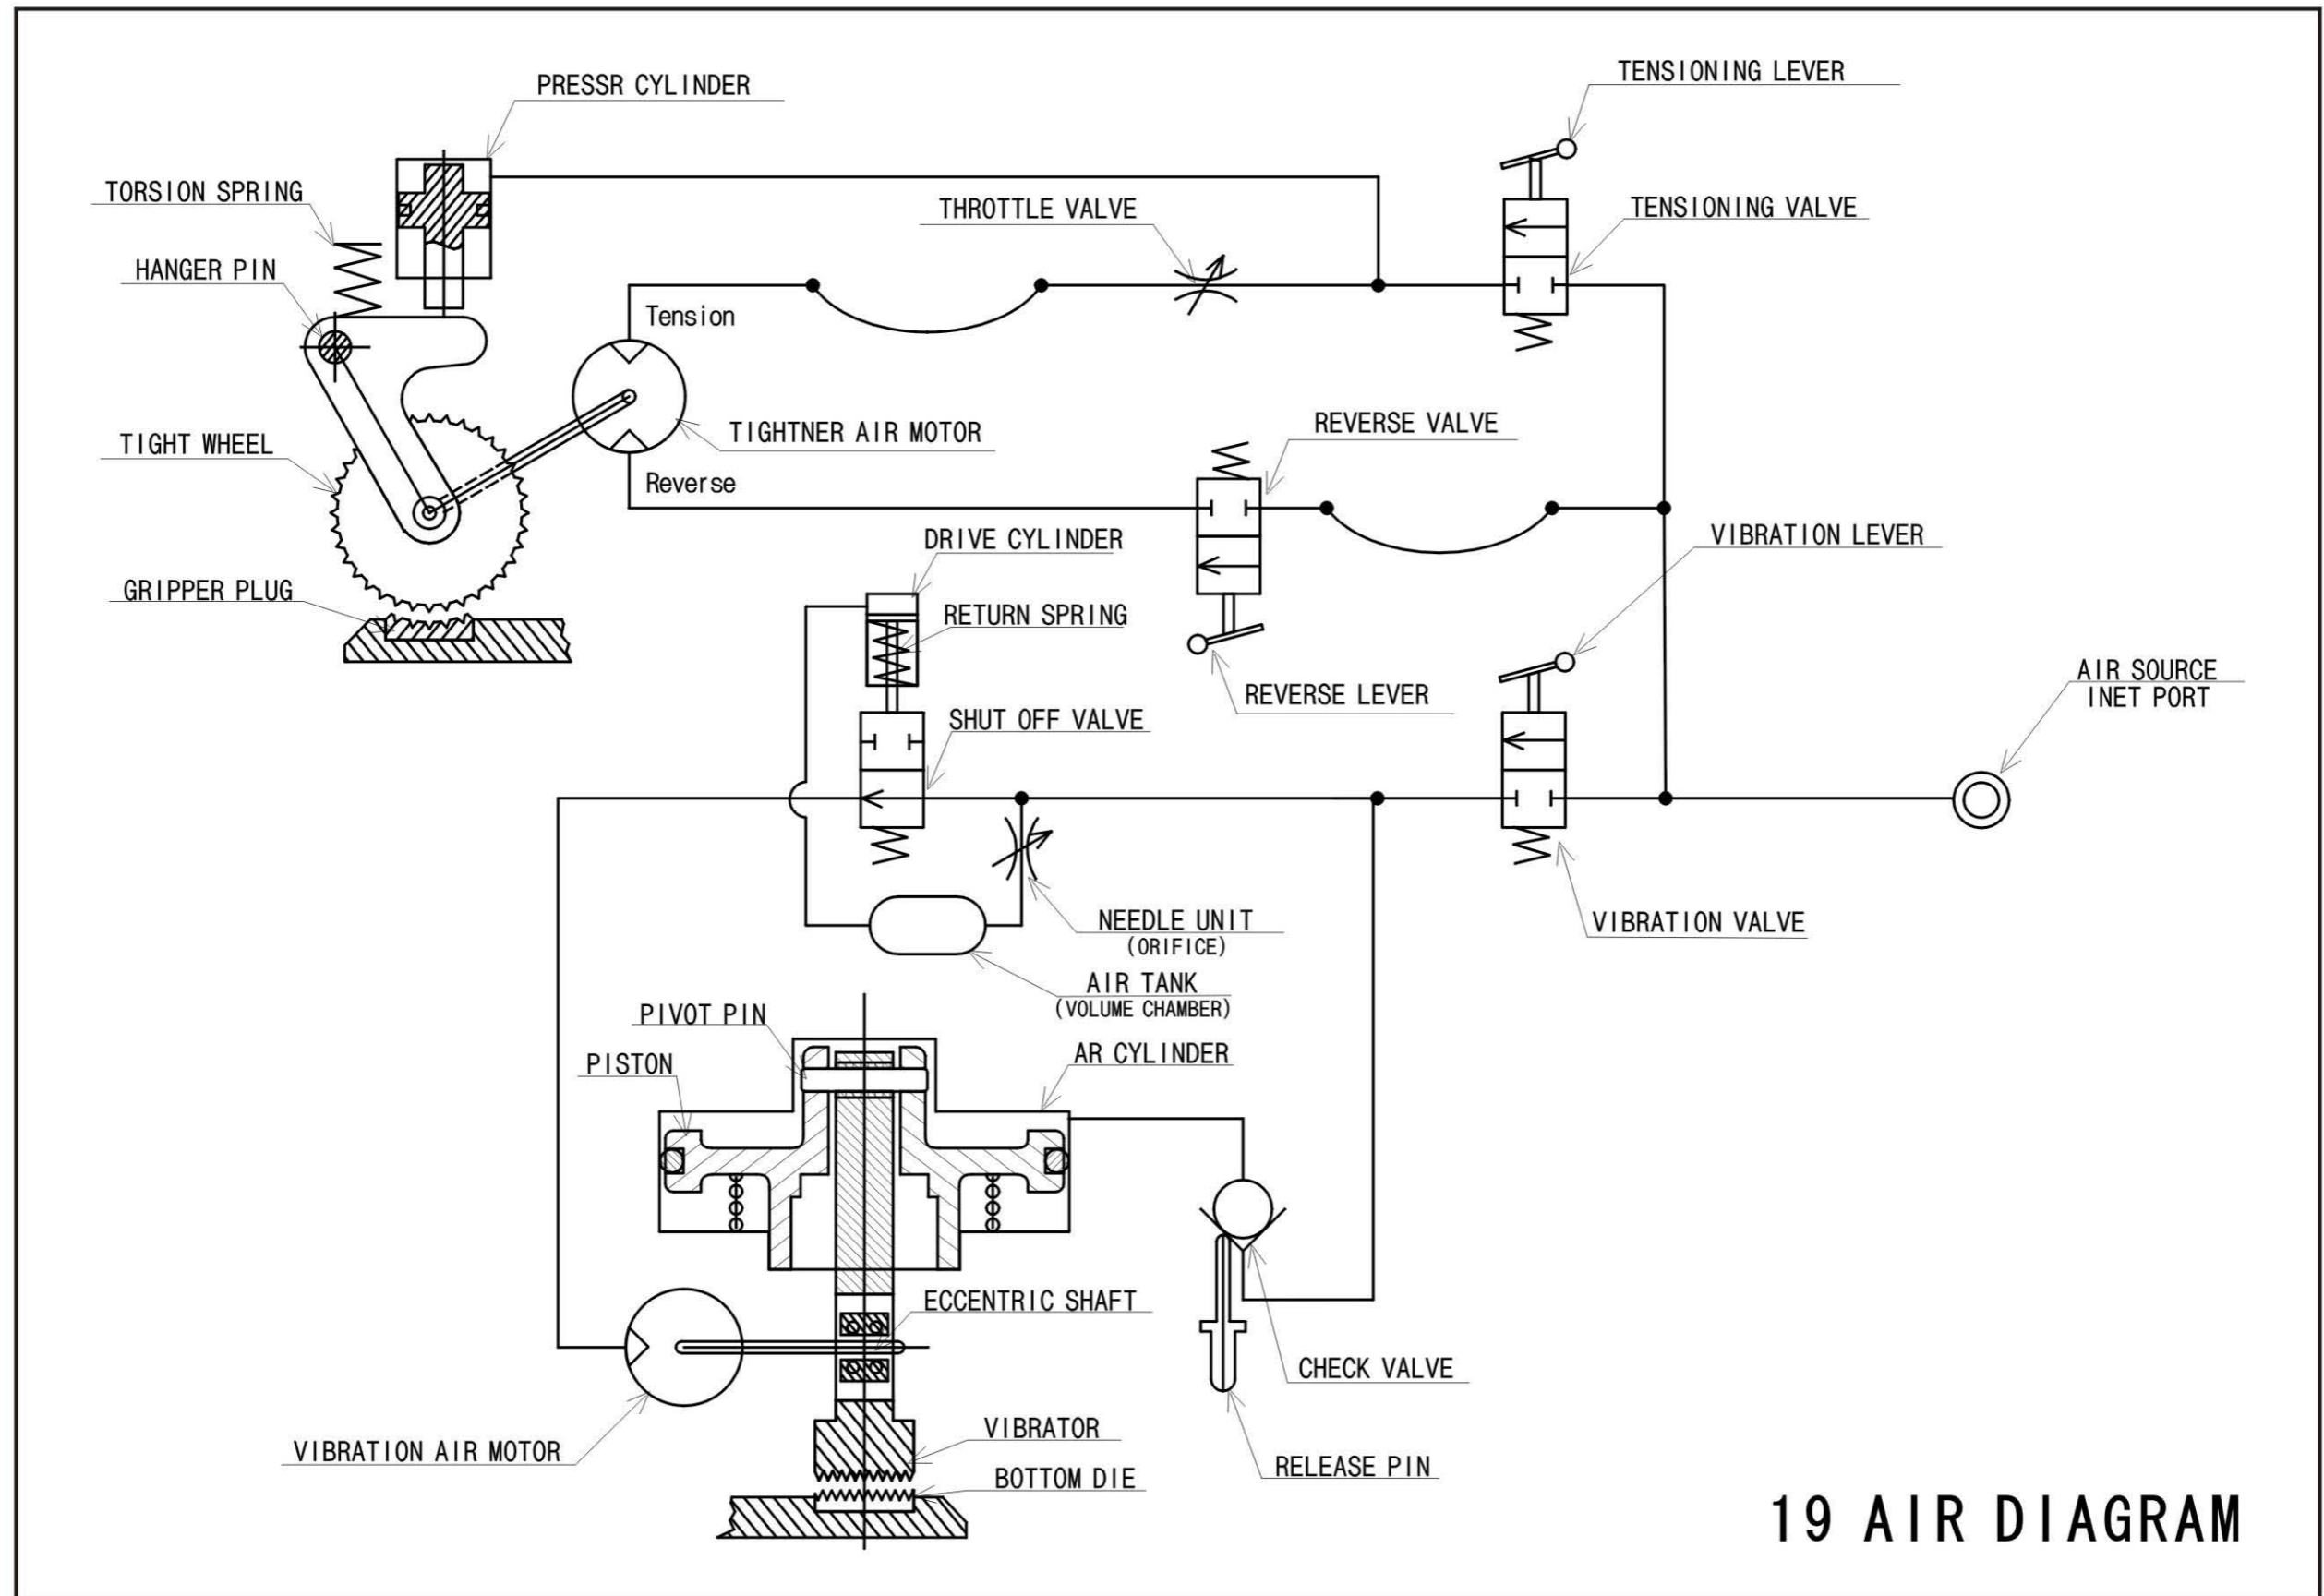 PRESSR CYLINDER
TENSIONING LEVER
TORSION SPRING
THROTTLE VALVE
TENSIONING VALVE
HANGER PIN
Tension
TIGHT WHEEL
TIGHTNER AIR MOTOR
REVERSE VALVE
Reverse
DRIVE CYLINDER
VIBRATION LEVER
GRIPPER PLUG
RETURN SPRING
REVERSE LEVER
AIR SOURCE
INET PORT
SHUT OFF VALVE
NEEDLE UNIT
(ORIFICE)
VIBRATION VALVE
AIR TANK
(VOLUME CHAMBER)
PIVOT PIN
PISTON
AR CYLINDER
ECCENTRIC SHAFT
CHECK VALVE
VIBRATION AIR MOTOR
VIBRATOR
RELEASE PIN
BOTTOM DIE
19 AIR DIAGRAM